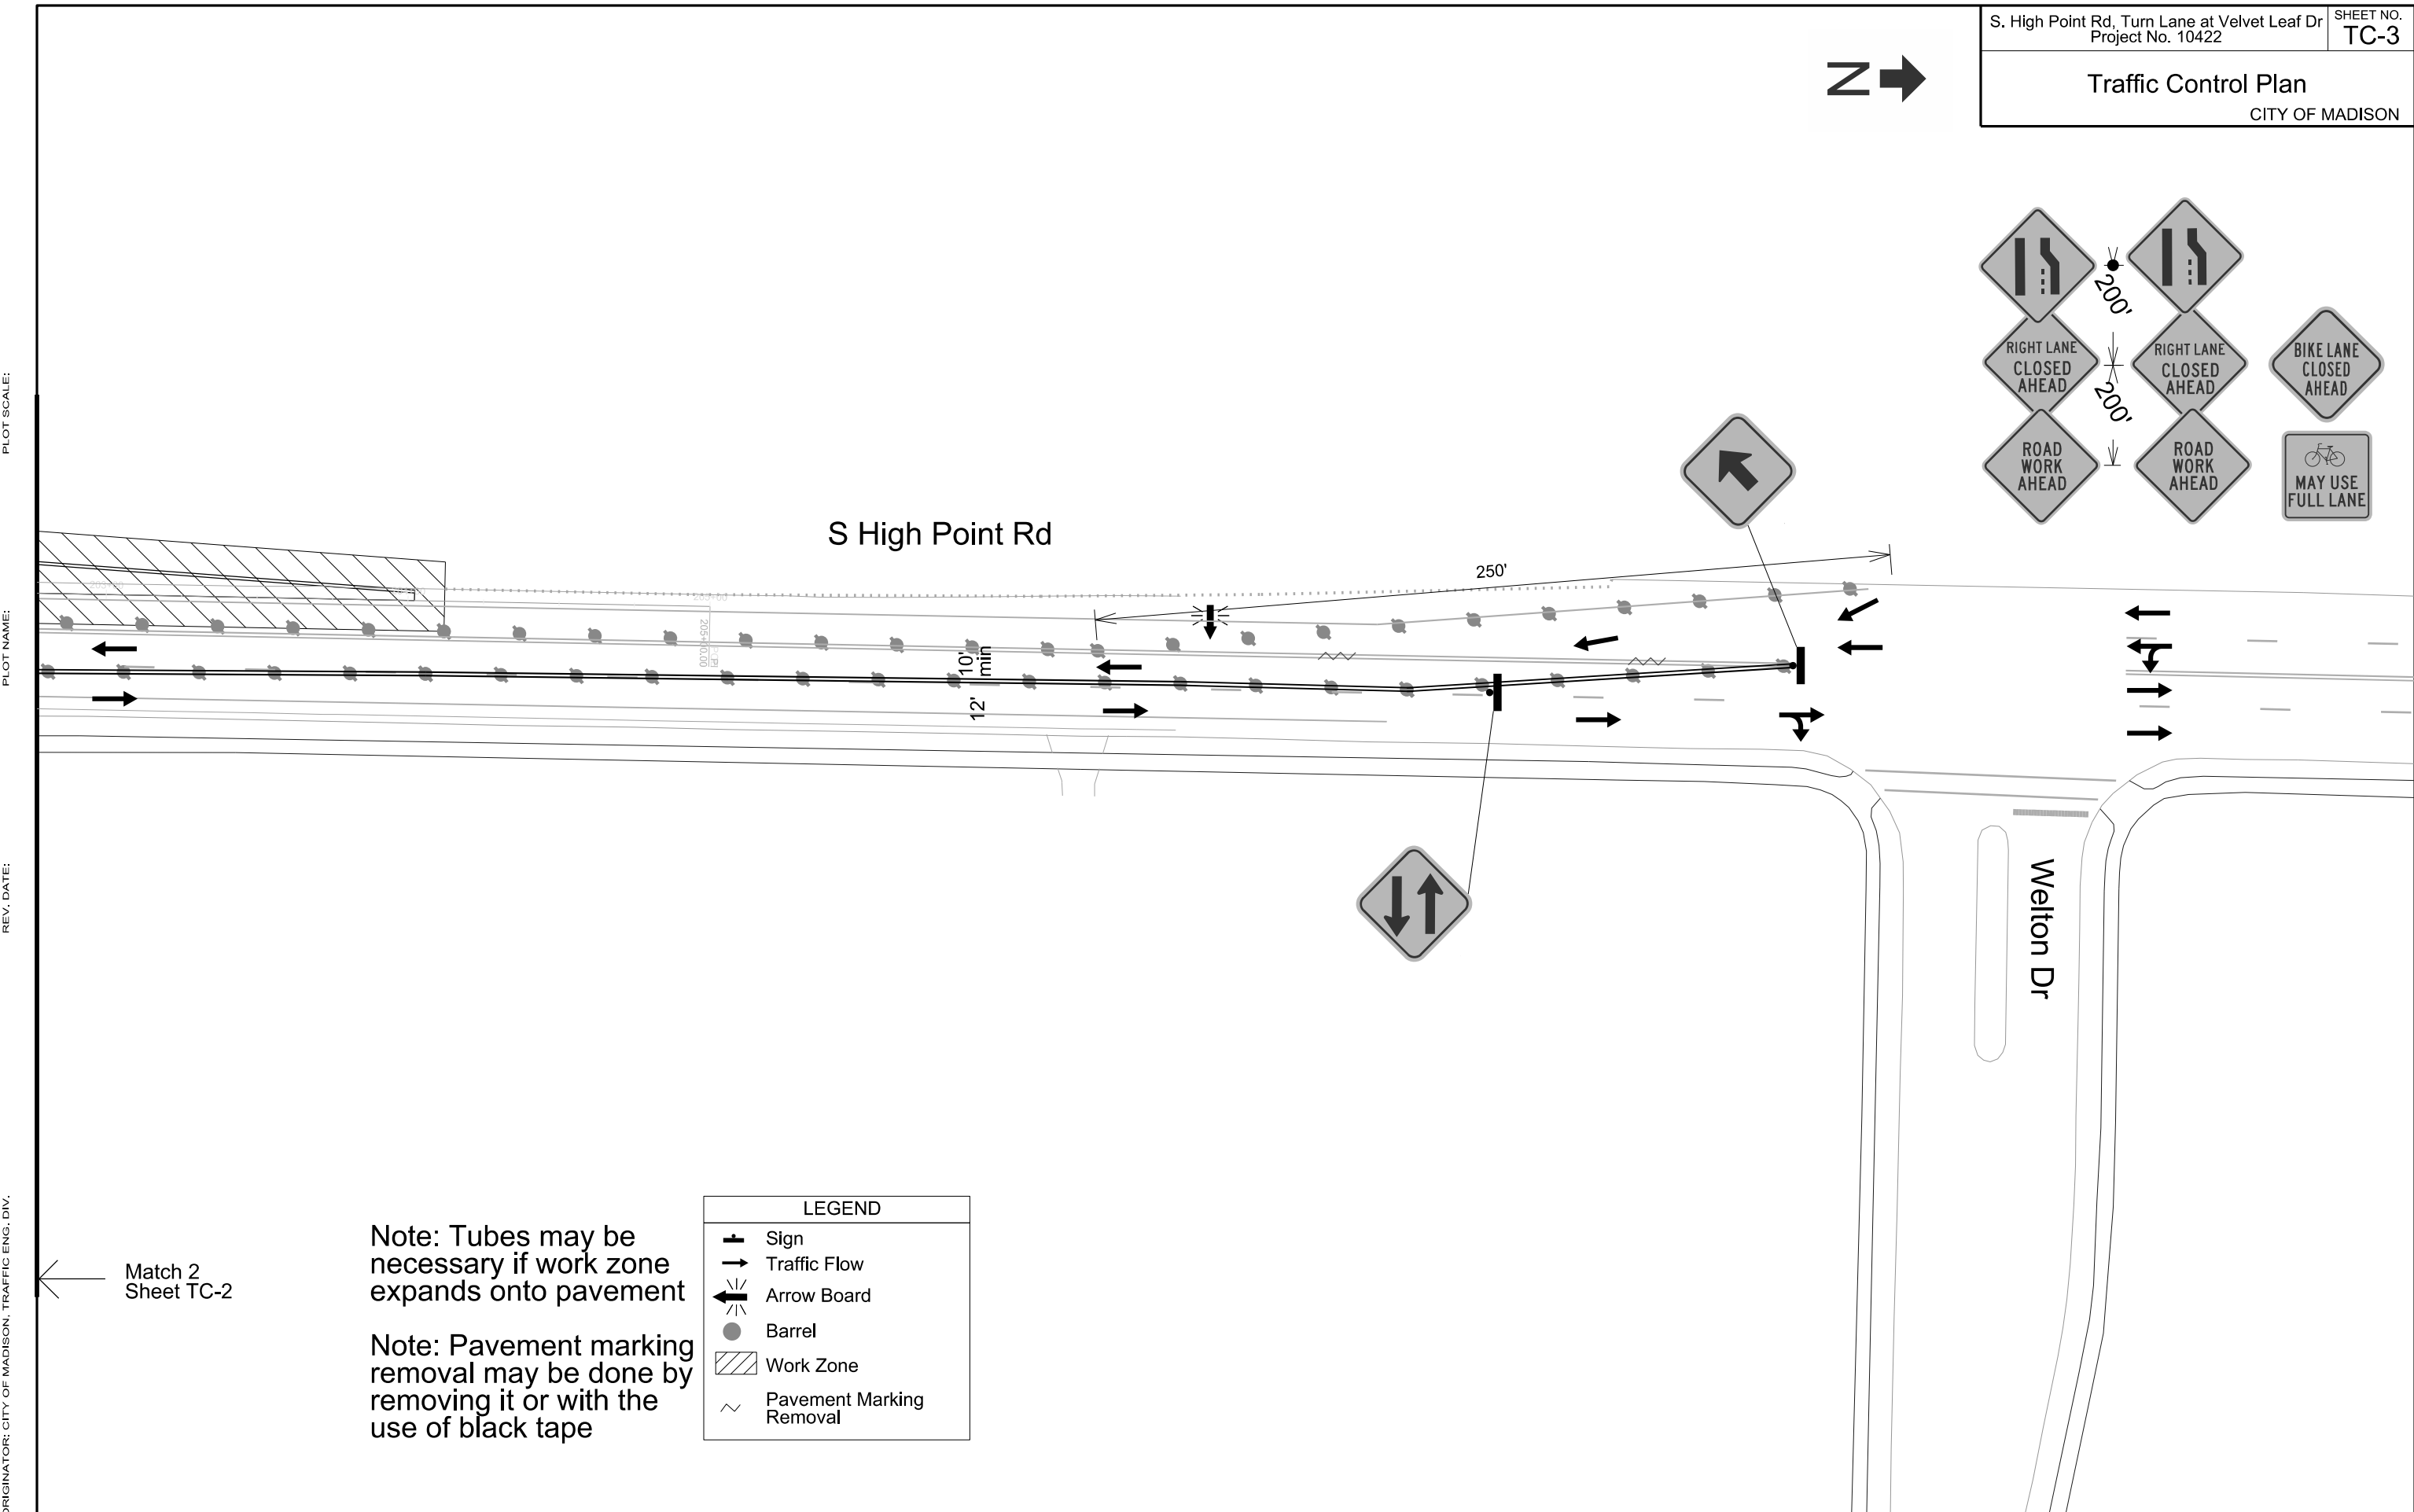 S. High Point Rd, Turn Lane at Velvet Leaf Dr
Project No. 10422
SHEET NO.
TC-3
Traffic Control Plan
CITY OF MADISON
N
200'
200'
RIGHT LANE
CLOSED
AHEAD
RIGHT LANE
CLOSED
AHEAD
BIKE LANE
CLOSED
AHEAD
ROAD
WORK
AHEAD
ROAD
WORK
AHEAD
MAY USE
FULL LANE
S High Point Rd
250'
10'
min
12'
Welton Dr
Match 2
Sheet TC-2
Note: Tubes may be
necessary if work zone
expands onto pavement
Note: Pavement marking
removal may be done by
removing it or with the
use of black tape
LEGEND
Sign
Traffic Flow
Arrow Board
Barrel
Work Zone
Pavement Marking
Removal
PLOT SCALE:
PLOT NAME:
REV. DATE:
ORIGINATOR: CITY OF MADISON, TRAFFIC ENG. DIV.